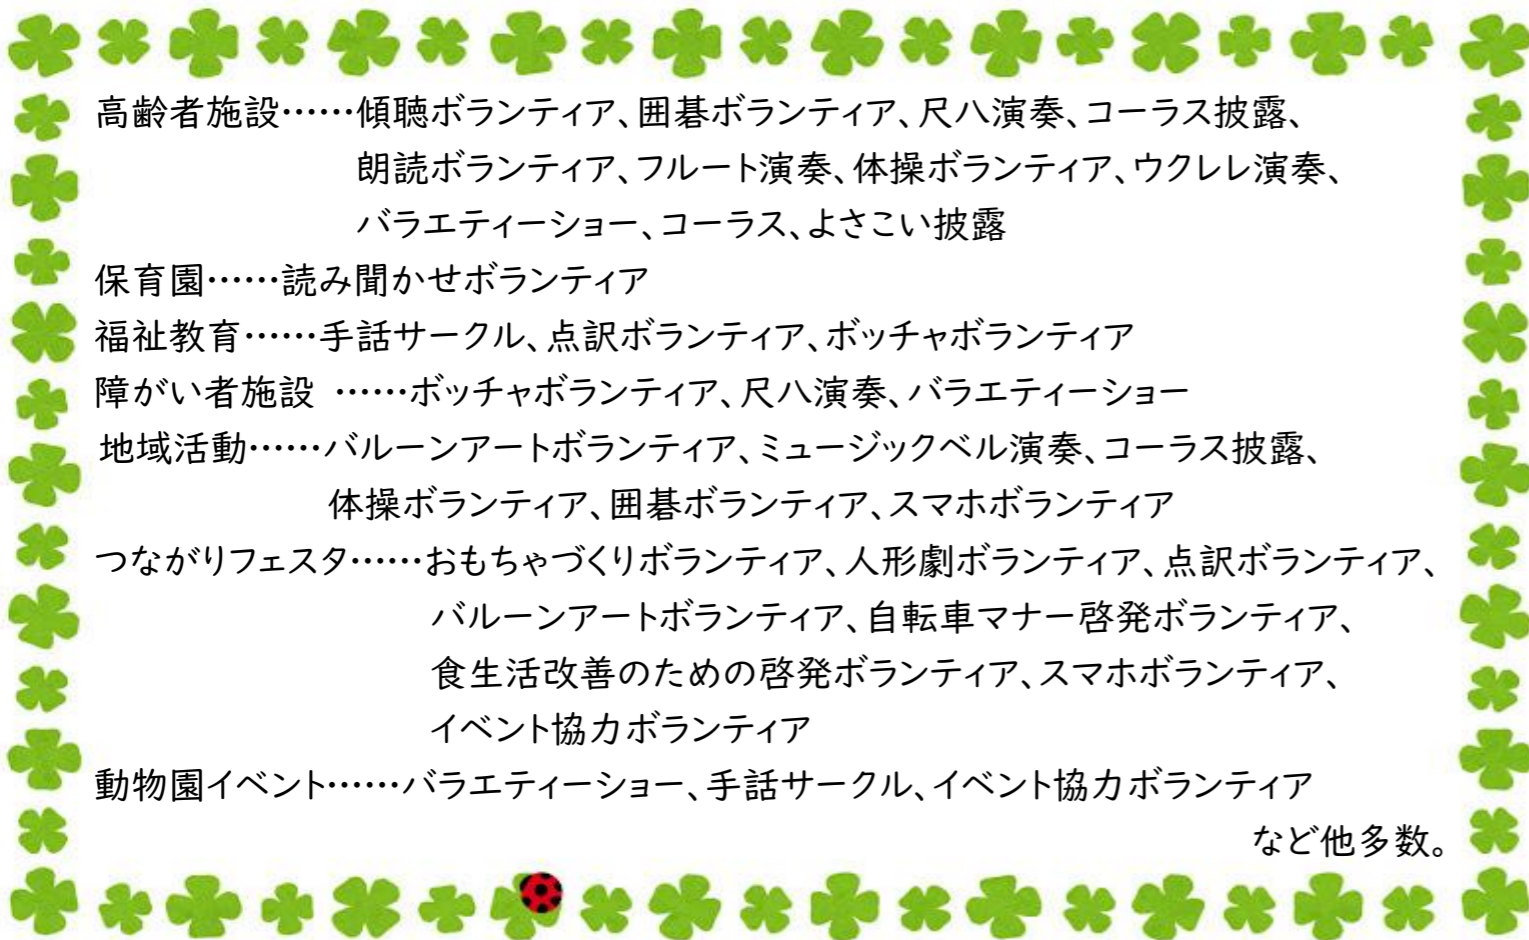 高齢者施設……傾聴ボランティア、囲碁ボランティア、尺八演奏、コーラス披露、
朗読ボランティア、フルート演奏、体操ボランティア、ウクレレ演奏、
バラエティーショー、コーラス、よさこい披露
保育園……読み聞かせボランティア
福祉教育……手話サークル、点訳ボランティア、ボッチャボランティア
障がい者施設 ……ボッチャボランティア、尺八演奏、バラエティーショー
地域活動……バルーンアートボランティア、ミュージックベル演奏、コーラス披露、
体操ボランティア、囲碁ボランティア、スマホボランティア
つながりフェスタ……おもちゃづくりボランティア、人形劇ボランティア、点訳ボランティア、
バルーンアートボランティア、自転車マナー啓発ボランティア、
食生活改善のための啓発ボランティア、スマホボランティア、
イベント協力ボランティア
動物園イベント……バラエティーショー、手話サークル、イベント協力ボランティア
など他多数。